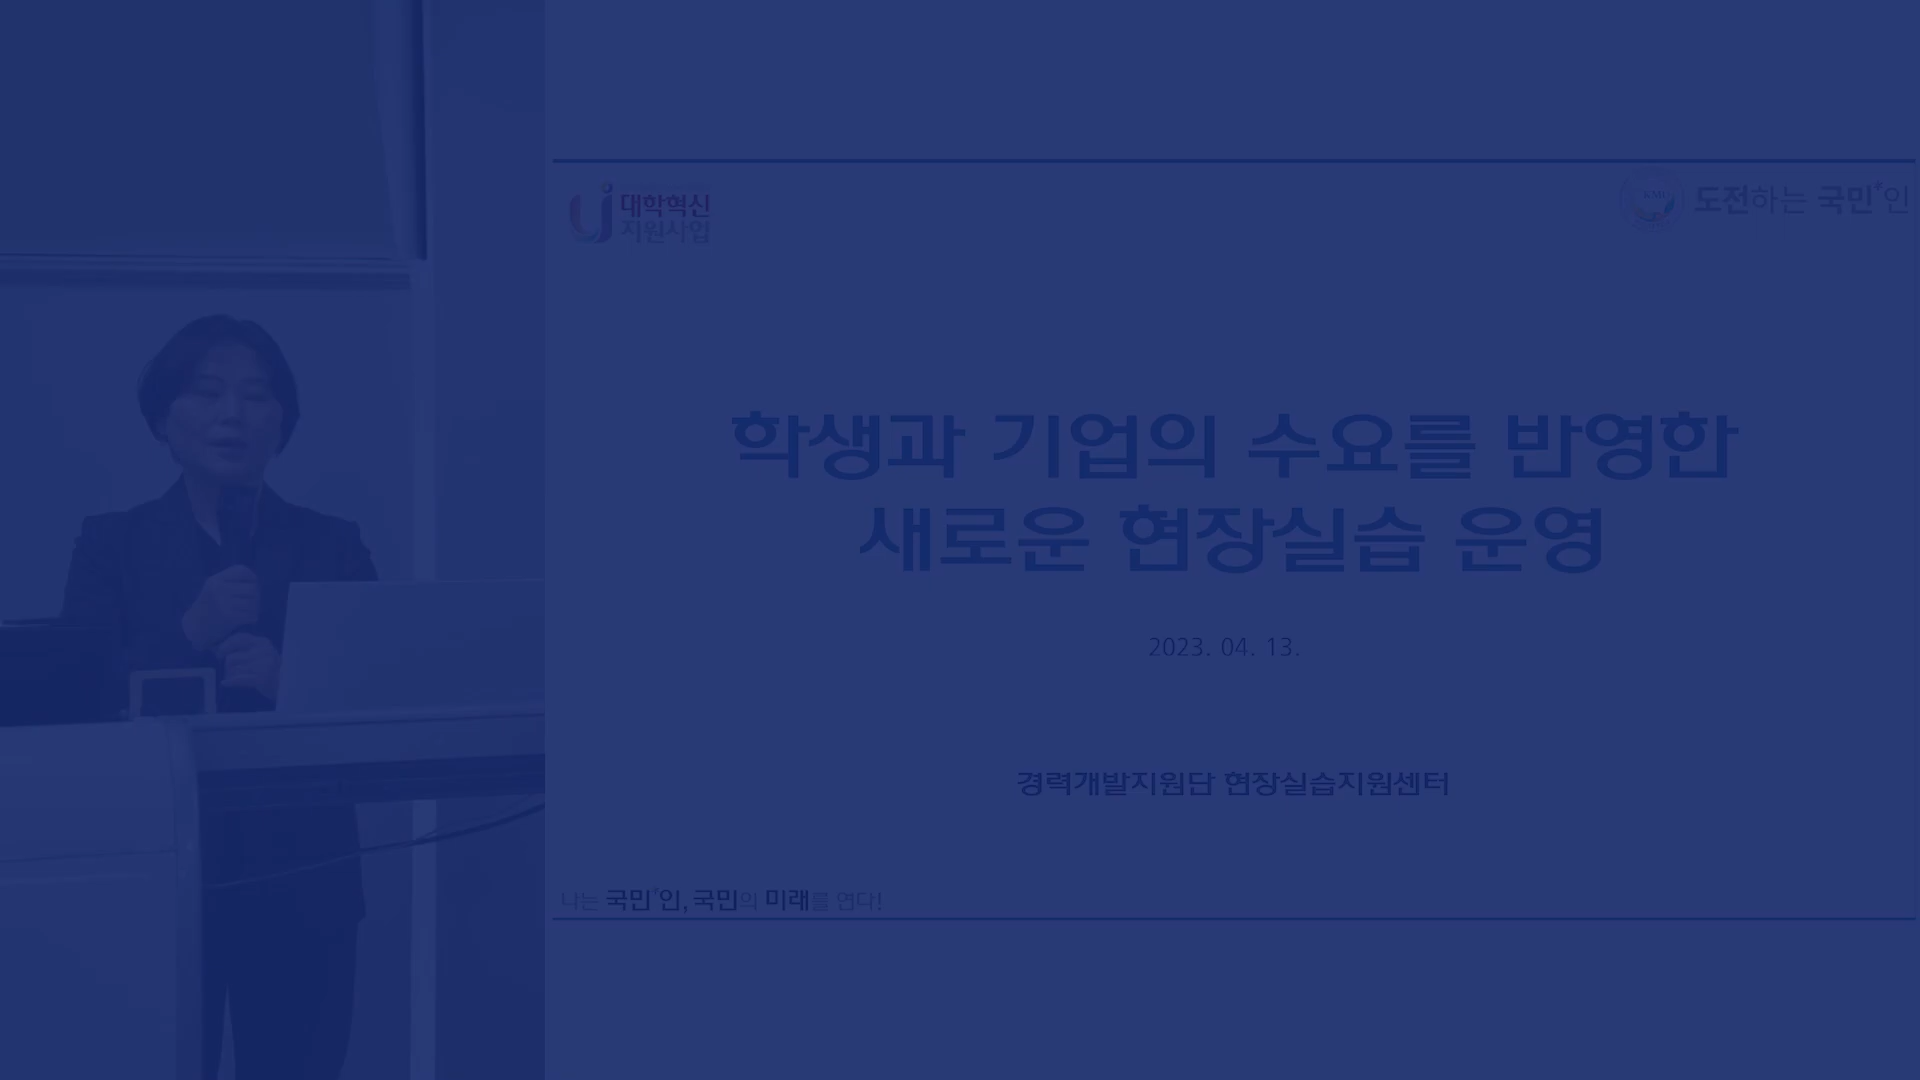 대학혁신
지원사업
KMU
도전하는 국민*인
학생과 기업의 수요를 반영한
새로운 현장실습 운영
2023. 04. 13.
경력개발지원단 현장실습지원센터
나는 국민*인, 국민의 미래를 연다!